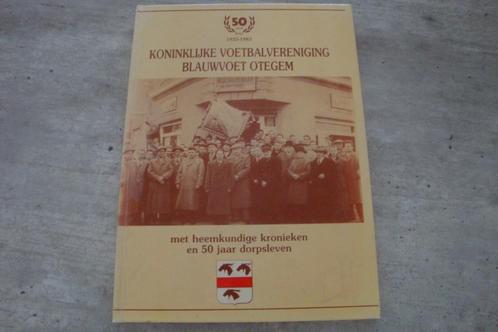 50
KONINKLIJKE VOETBALVERENIGING
BLAUWVOET OTEGEM
met heemkundige kronieken
en 50 jaar dorpsleven